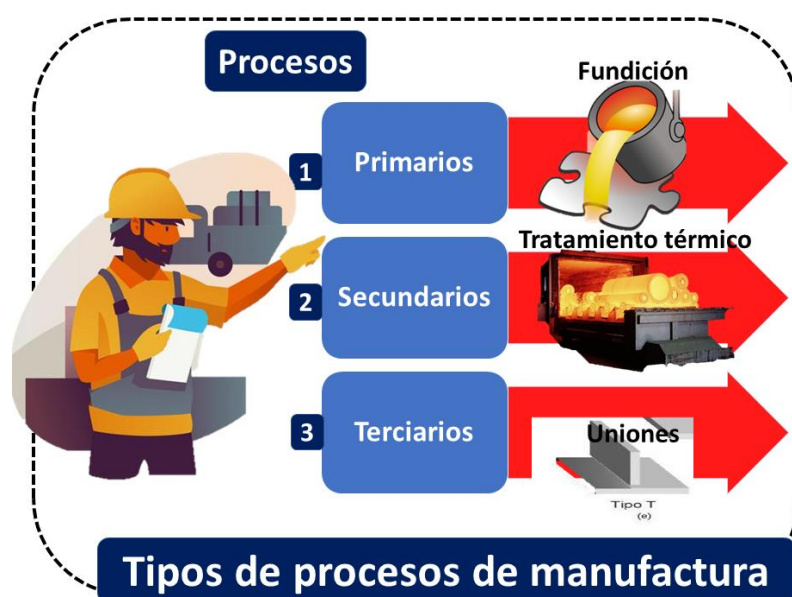 Procesos
Fundición
1
Primarios
Tratamiento térmico
2
Secundarios
3
Terciarios
Uniones
Tipo T
(e)
Tipos de procesos de manufactura